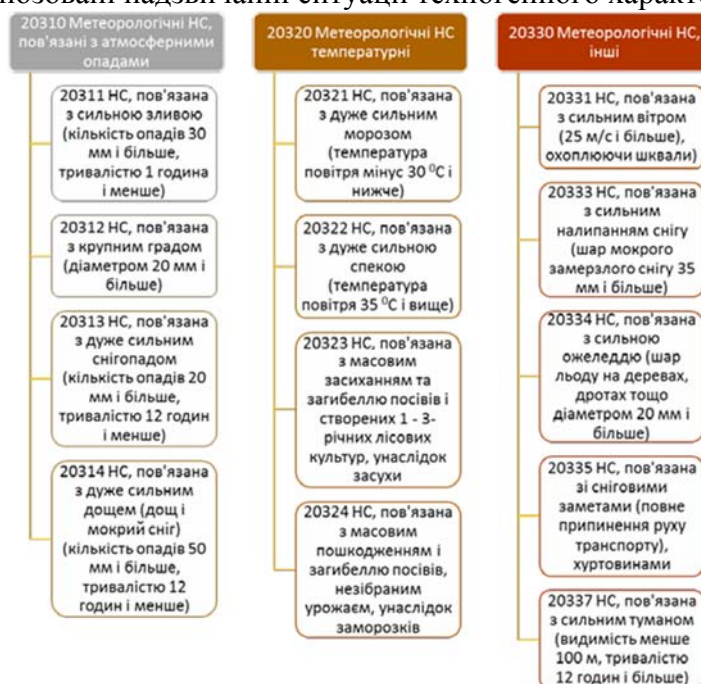 надзвичайні ситуації техногенного
20310 Метеорологічні НС,
пов'язані з атмосферними
опадами
20311 НС, пов'язана
з сильною зливою
(кількість опадів 30
мм і більше,
тривалістю 1 година
і менше)
20312 НС, пов'язана
з крупним градом
(діаметром 20 мм і
більше)
20313 НС, пов'язана
з дуже сильним
снігопадом
(кількість опадів 20
мм і більше,
тривалістю 12 годин
і менше)
20314 НС, пов'язана
з дуже сильним
дощем (дощ і
мокрий сніг)
(кількість опадів 50
мм і більше,
тривалістю 12
годин і менше)
20320 Метеорологічні НС
температурні
20321 НС, пов'язана
з дуже сильним
морозом
(температура
повітря мінус 30 ⁰С і
нижче)
20322 НС, пов'язана
з дуже сильною
спекою
(температура
повітря 35 ⁰С і вище)
20323 НС, пов'язана
з масовим
засиханням та
загибеллю посівів і
створених 1 - 3-
річних лісових
культур, унаслідок
засухи
20324 НС, пов'язана
з масовим
пошкодженням і
загибеллю посівів,
незібраним
урожаєм, унаслідок
заморозків
20330 Метеорологічні НС,
інші
20331 НС, пов'язана
з сильним вітром
(25 м/с і більше),
охоплюючи шквали)
20333 НС, пов'язана
з сильним
налипанням снігу
(шар мокрого
замерзлого снігу 35
мм і більше)
20334 НС, пов'язана
з сильною
ожеледдю (шар
льоду на деревах,
дротах тощо
діаметром 20 мм і
більше)
20335 НС, пов'язана
зі сніговими
заметами (повне
припинення руху
транспорту),
хуртовинами
20337 НС, пов'язана
з сильним туманом
(видимість менше
100 м, тривалістю
12 годин і більше)